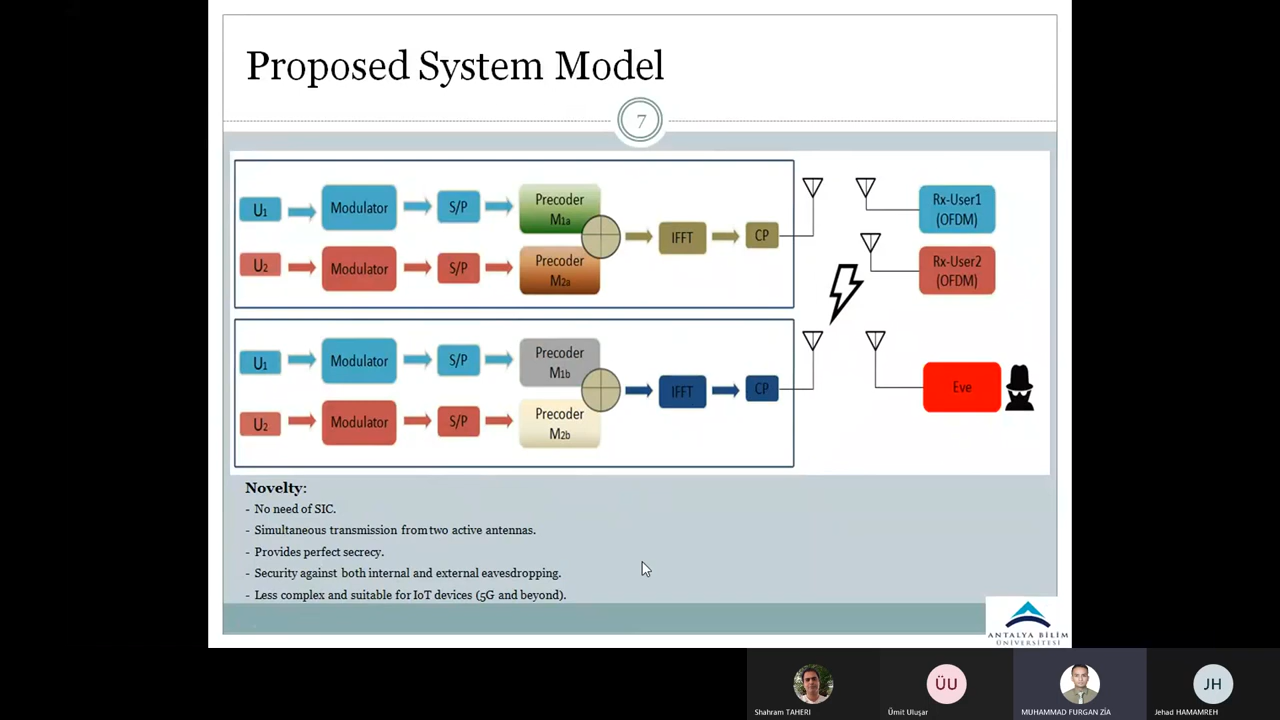 Proposed System Model
7
U1
Modulator
S/P
Precoder
M1a
U2
Modulator
S/P
Precoder
M2a
IFFT
CP
Rx-User1
(OFDM)
Rx-User2
(OFDM)
U1
Modulator
S/P
Precoder
M1b
U2
Modulator
S/P
Precoder
M2b
IFFT
CP
Eve
Novelty:
- No need of SIC.
- Simultaneous transmission from two active antennas.
- Provides perfect secrecy.
- Security against both internal and external eavesdropping.
- Less complex and suitable for IoT devices (5G and beyond).
ANTALYA BİLİM
ÜNİVERSİTESİ
ÜU
JH
Shahram TAHERI
Ümit Uluşar
MUHAMMAD FURGAN ZİA
Jehad HAMAMREH